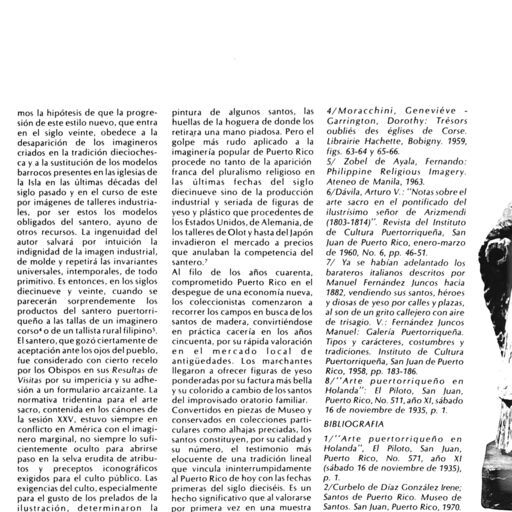 mos la hipótesis de que la progre-
sión de este estilo nuevo, que entra
en el siglo veinte, obedece a la
desaparición de los imagineros
criados en la tradición diecioches-
ca y a la sustitución de los modelos
barrocos presentes en las iglesias de
la Isla en las últimas décadas del
siglo pasado y en el curso de este
por imágenes de talleres industria-
les, por ser estos los modelos
obligados del santero, ayuno de
otros recursos. La ingenuidad del
autor salvará por intuición la
indignidad de la imagen industrial,
de molde y repetirá las invariantes
universales, intemporales, de todo
primitivo. Es entonces, en los siglos
diecinueve y veinte, cuando se
parecerán sorprendemente los
productos del santero puertorri-
queño a las tallas de un imaginero
corso⁴ o de un tallista rural filipino⁵.
El santero, que gozó ciertamente de
aceptación ante los ojos del pueblo,
fue considerado con cierto recelo
por los Obispos en sus Resultas de
Visitas por su impericia y su adhe-
sión a un formulario arcaizante. La
normativa tridentina para el arte
sacro, contenida en los cánones de
la sesión XXV, estuvo siempre en
conflicto en América con el imagi-
nero marginal, no siempre lo sufi-
cientemente oculto para abrirse
paso en la selva erudita de atribu-
tos y preceptos iconográficos
exigidos para el culto público. Las
exigencias del culto, especialmente
para el gusto de los prelados de la
ilustración, determinaron la
pintura de algunos santos, las
huellas de la hoguera de donde los
retirara una mano piadosa. Pero el
golpe más rudo aplicado a la
imaginería popular de Puerto Rico
procede no tanto de la aparición
franca del pluralismo religioso en
las últimas fechas del siglo
diecinueve sino de la producción
industrial y seriada de figuras de
yeso y plástico que procedentes de
los Estados Unidos, de Alemania, de
los talleres de Olot y hasta del Japón
invadieron el mercado a precios
que anulaban la competencia del
santero.⁷
Al filo de los años cuarenta,
comprometido Puerto Rico en el
despegue de una economía nueva,
los coleccionistas comenzaron a
recorrer los campos en busca de los
santos de madera, convirtiéndose
en práctica cacería en los años
cincuenta, por su rápida valoración
en el mercado local de
antigüedades. Los marchantes
llegaron a ofrecer figuras de yeso
ponderadas por su factura más bella
y su colorido a cambio de los santos
del improvisado oratorio familiar.
Convertidos en piezas de Museo y
conservados en colecciones parti-
culares como alhajas preciadas, los
santos constituyen, por su calidad y
su número, el testimonio más
elocuente de una tradición lineal
que vincula ininterrumpidamente
al Puerto Rico de hoy con las fechas
primeras del siglo dieciséis. Es un
hecho significativo que al valorarse
por primera vez en una muestra
4/Moracchini, Geneviéve -
Garrington, Dorothy: Trésors
oubliés des églises de Corse.
Librairie Hachette, Bobigny. 1959,
figs. 63-64 y 65-66.
5/ Zobel de Ayala, Fernando:
Philippine Religious Imagery.
Ateneo de Manila, 1963.
6/Dávila, Arturo V.: "Notas sobre el
arte sacro en el pontificado del
ilustrísimo señor de Arizmendi
(1803-1814)". Revista del Instituto
de Cultura Puertorriqueña, San
Juan de Puerto Rico, enero-marzo
de 1960, No. 6, pp. 46-51.
7/ Ya se habían adelantado los
barateros italianos descritos por
Manuel Fernández Juncos hacia
1882, vendiendo sus santos, héroes
y diosas de yeso por calles y plazas,
al son de un grito callejero con aire
de trisagio. V.: Fernández Juncos
Manuel: Galería Puertorriqueña.
Tipos y carácteres, costumbres y
tradiciones. Instituto de Cultura
Puertorriqueña, San Juan de Puerto
Rico, 1958, pp. 183-186.
8/"Arte puertorriqueño en
Holanda": El Piloto, San Juan,
Puerto Rico, No. 511, año XI, sábado
16 de noviembre de 1935, p. 1.
BIBLIOGRAFIA
1/"Arte puertorriqueño en
Holanda", El Piloto, San Juan,
Puerto Rico, No. 571, año XI
(sábado 16 de noviembre de 1935),
p. 1.
2/Curbelo de Díaz González Irene;
Santos de Puerto Rico. Museo de
Santos. San Juan, Puerto Rico, 1970.